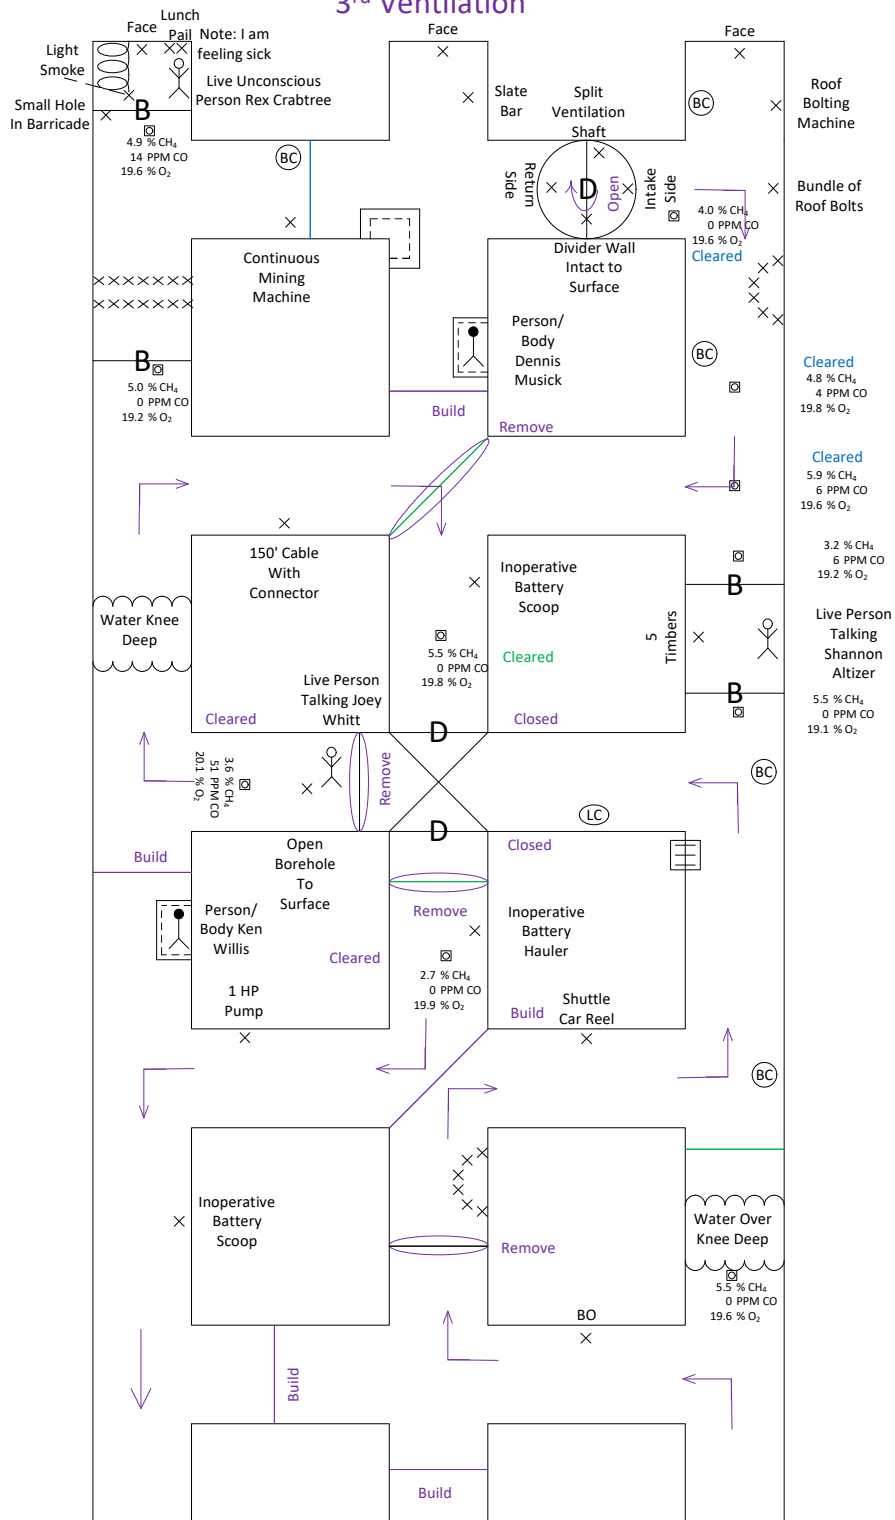 3rd Ventilation
Face
Lunch
Pail
Note: I am
feeling sick
Light
Smoke
Live Unconscious
Person Rex Crabtree
Small Hole
In Barricade
B
4.9 % CH4
14 PPM CO
19.6 % O2
BC
Face
Slate
Bar
Split
Ventilation
Shaft
Face
BC
Roof
Bolting
Machine
Return
Side
D
Open
Intake
Side
4.0 % CH4
0 PPM CO
19.6 % O2
Cleared
Bundle of
Roof Bolts
Continuous
Mining
Machine
Divider Wall
Intact to
Surface
Person/
Body
Dennis
Musick
BC
B
5.0 % CH4
0 PPM CO
19.2 % O2
Build
Remove
Cleared
4.8 % CH4
4 PPM CO
19.8 % O2
Cleared
5.9 % CH4
6 PPM CO
19.6 % O2
150' Cable
With
Connector
Inoperative
Battery
Scoop
3.2 % CH4
6 PPM CO
19.2 % O2
B
Water Knee
Deep
5.5 % CH4
0 PPM CO
19.8 % O2
Cleared
5
Timbers
Live Person
Talking
Shannon
Altizer
Live Person
Talking Joey
Whitt
Cleared
Closed
B
5.5 % CH4
0 PPM CO
19.1 % O2
D
3.6 % CH4
51 PPM CO
20.1 % O2
Remove
BC
D
LC
Build
Open
Borehole
To
Surface
Closed
Remove
Person/
Body Ken
Willis
Cleared
Inoperative
Battery
Hauler
2.7 % CH4
0 PPM CO
19.9 % O2
1 HP
Pump
Build
Shuttle
Car Reel
BC
Inoperative
Battery
Scoop
Remove
Water Over
Knee Deep
5.5 % CH4
0 PPM CO
19.6 % O2
BO
Build
Build